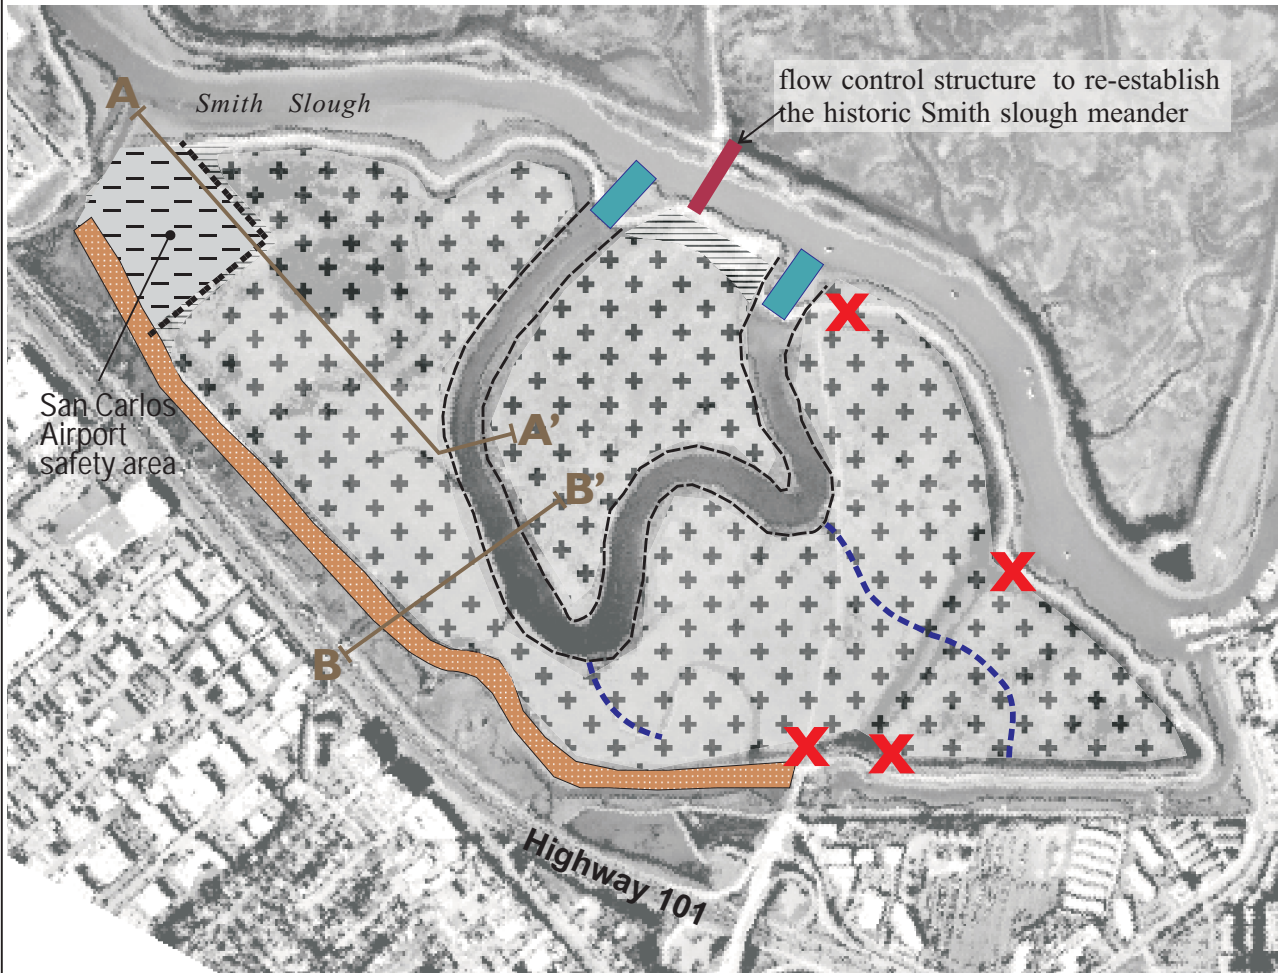 A
Smith Slough
flow control structure to re-establish
the historic Smith slough meander
San Carlos
Airport
safety area
A'
B'
B
X
X
X
X
Highway 101